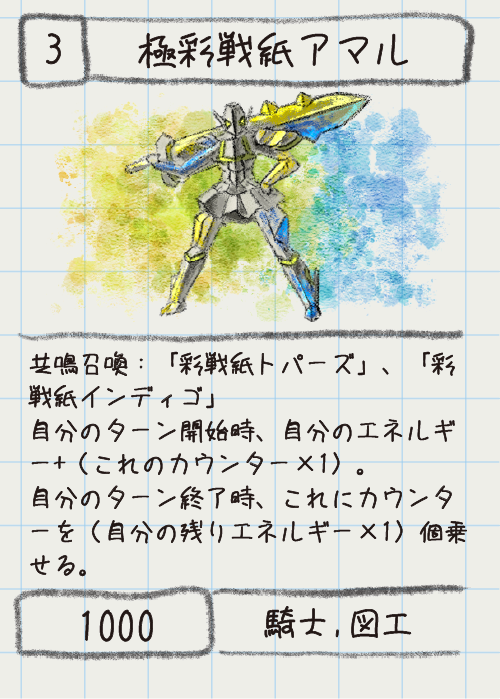 3
極彩戦紙アマル
共鳴召喚：「彩戦紙トパーズ」、「彩
戦紙インディゴ」
自分のターン開始時、自分のエネルギ
ー+（これのカウンター×1）。
自分のターン終了時、これにカウンタ
ーを（自分の残りエネルギー×1）個乗
せる。
1000
騎士,図工